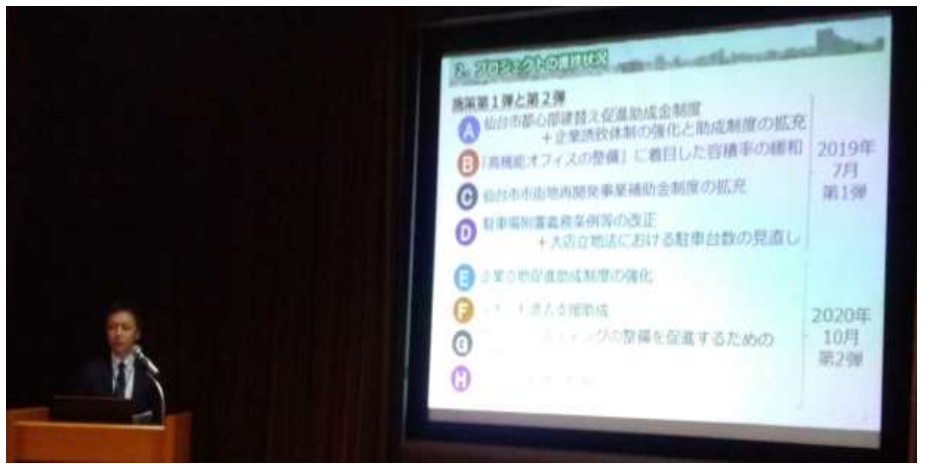 2. プロジェクトの進捗状況
施策第1弾と第2弾
A 仙台市都心部建替え促進助成金制度
+企業誘致体制の強化と助成制度の拡充
B 「高機能オフィスの整備」に着目した容積率の緩和
C 仙台市市街地再開発事業補助金制度の拡充
D 駐車場附置義務条例等の改正
+大店立地法における駐車台数の見直し
2019年
7月
第1弾
E 企業立地促進助成制度の強化
F 助成
G の整備を促進するための
H
2020年
10月
第2弾